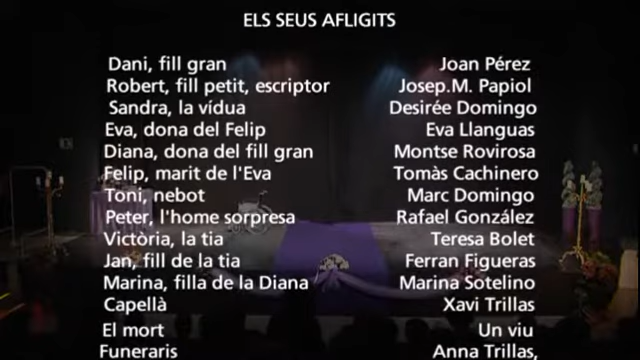 ELS SEUS AFLIGITS
Dani, fill gran Joan Pérez
Robert, fill petit, escriptor Josep.M. Papiol
Sandra, la vídua Desirée Domingo
Eva, dona del Felip Eva Llanguas
Diana, dona del fill gran Montse Rovirosa
Felip, marit de l'Eva Tomàs Cachinero
Toni, nebot Marc Domingo
Peter, l'home sorpresa Rafael González
Victòria, la tia Teresa Bolet
Jan, fill de la tia Ferran Figueras
Marina, filla de la Diana Marina Sotelino
Capellà Xavi Trillas
El mort Un viu
Funeraris Anna Trillas,